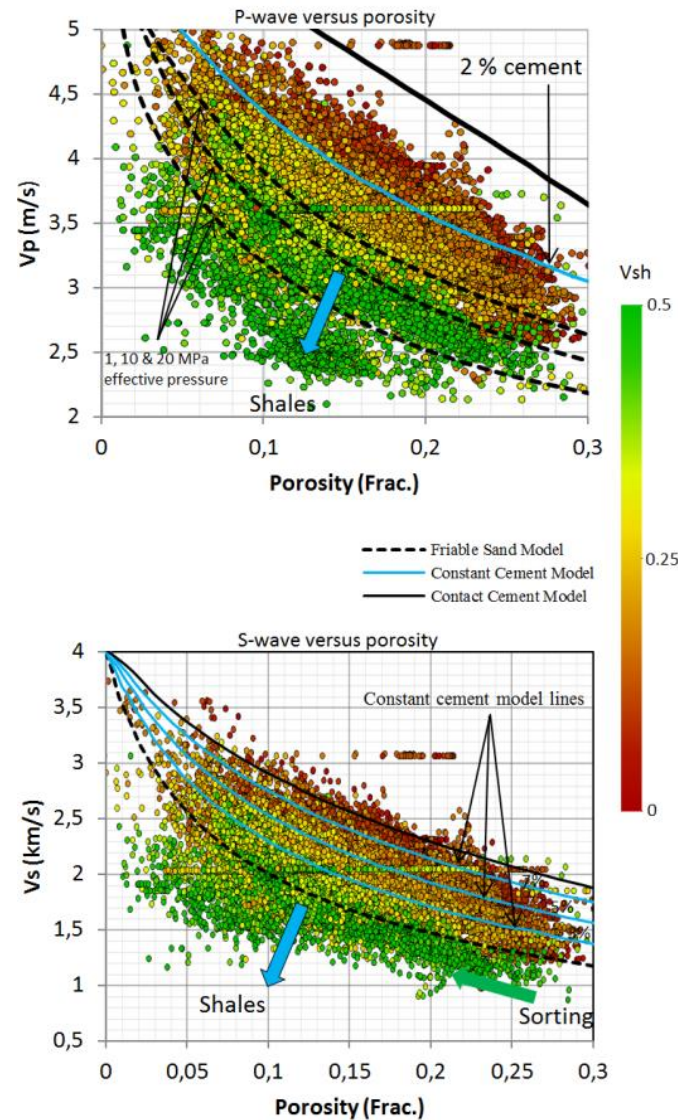 P-wave versus porosity
5
4,5
4
3,5
3
2,5
2
Vp (m/s)
2 % cement
1, 10 & 20 MPa
effective pressure
Shales
0
0,1
0,2
0,3
Porosity (Frac.)
Vsh
0.5
0.25
0
Friable Sand Model
Constant Cement Model
Contact Cement Model
S-wave versus porosity
4
3,5
3
2,5
2
1,5
1
0,5
Vs (km/s)
Constant cement model lines
Shales
Sorting
0
0,05
0,1
0,15
0,2
0,25
0,3
Porosity (Frac.)